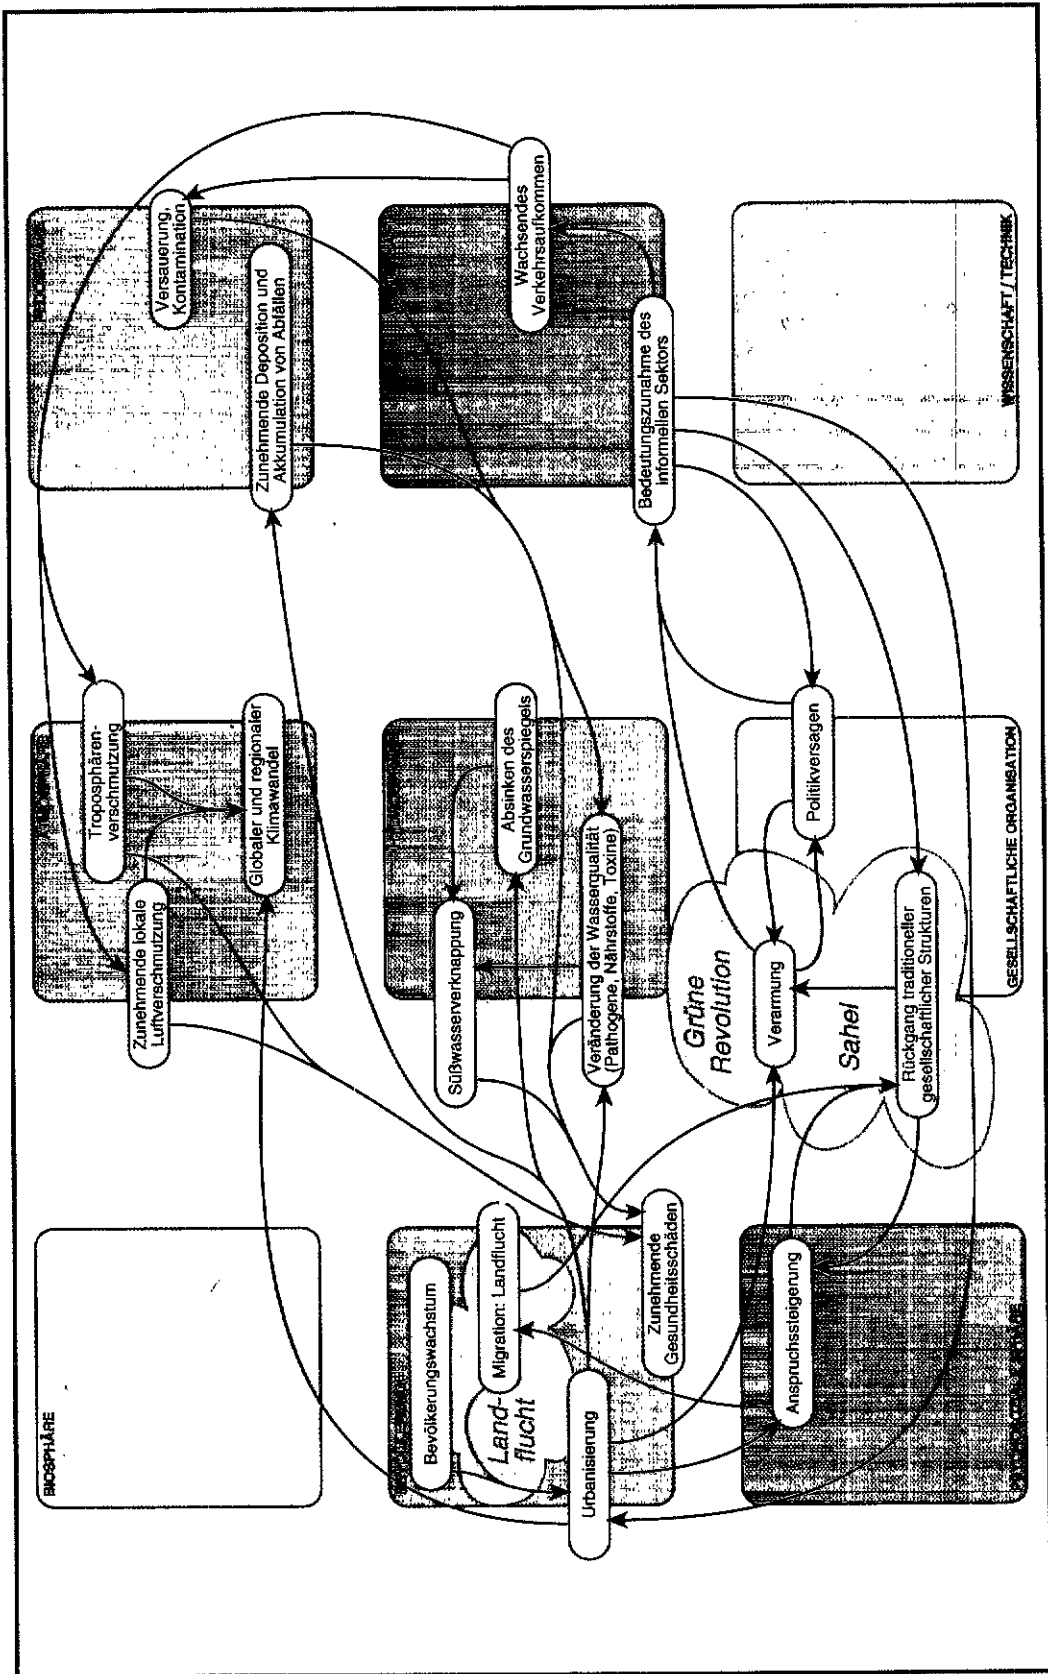 BIOSPHÄRE
Zunehmende lokale
Luftverschmutzung
Troposphären-
verschmutzung
Globaler und regionaler
Klimawandel
Versauerung,
Kontamination
Zunehmende Deposition und
Akkumulation von Abfällen
Bevölkerungswachstum
Migration: Landflucht
Land-
flucht
Urbanisierung
Zunehmende
Gesundheitsschäden
Süßwasserverknappung
Absinken des
Grundwasserspiegels
Veränderung der Wasserqualität
(Pathogene, Nährstoffe, Toxine)
Wachsendes
Verkehrsaufkommen
Bedeutungszunahme des
informellen Sektors
Anspruchssteigerung
Grüne
Revolution
Verarmung
Sahel
Rückgang traditioneller
gesellschaftlicher Strukturen
Politikversagen
GESELLSCHAFTLICHE ORGANISATION
WISSENSCHAFT / TECHNIK